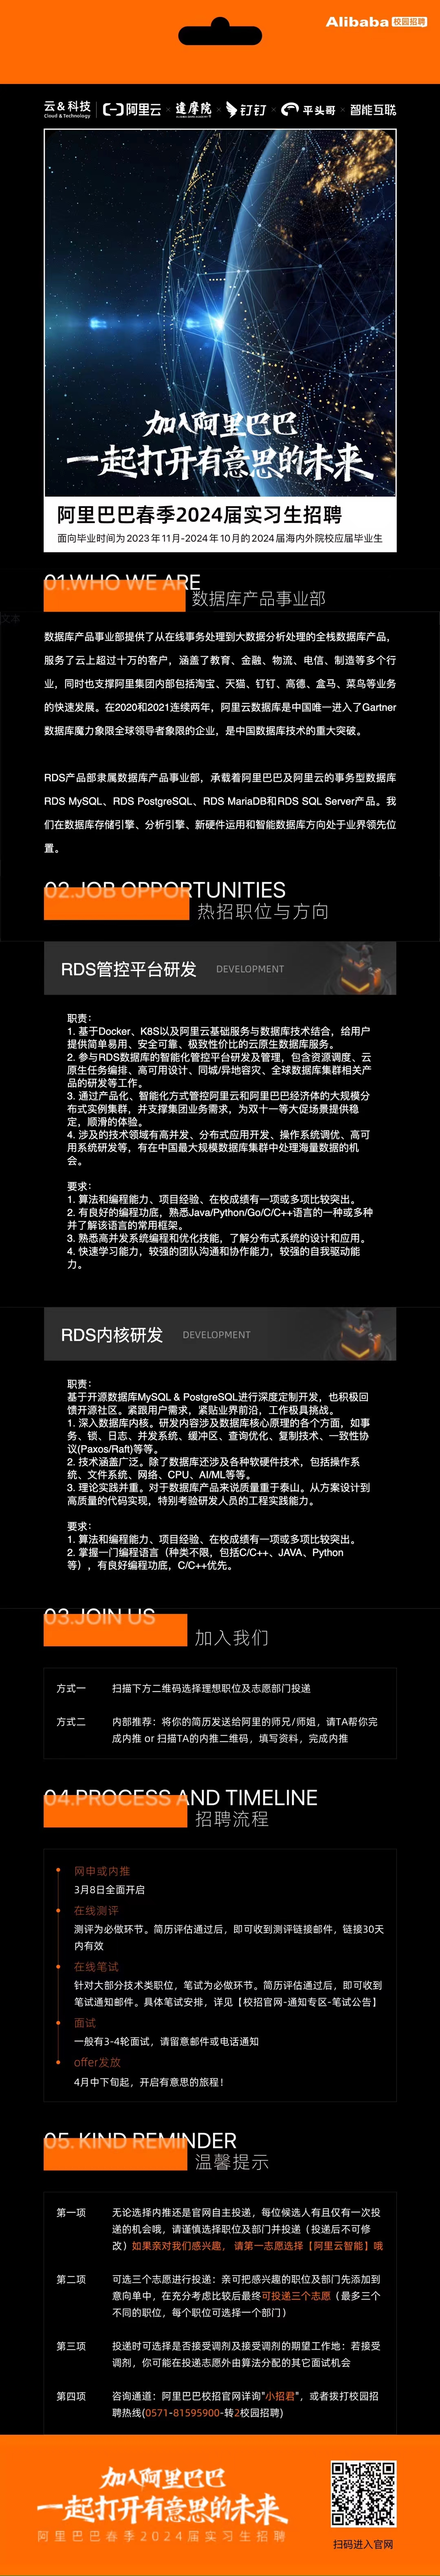 Alibaba 校园招聘
云&科技 Cloud & Technology 阿里云 × 达摩院 × 钉钉 × 平头哥 × 智能互联
加入阿里巴巴
一起打开有意思的未来
阿里巴巴春季2024届实习生招聘
面向毕业时间为2023年11月-2024年10月的2024届海内外院校应届毕业生
01.WHO WE ARE
数据库产品事业部
文本
数据库产品事业部提供了从在线事务处理到大数据分析处理的全栈数据库产品，
服务了云上超过十万的客户，涵盖了教育、金融、物流、电信、制造等多个行
业，同时也支撑阿里集团内部包括淘宝、天猫、钉钉、高德、盒马、菜鸟等业务
的快速发展。在2020和2021连续两年，阿里云数据库是中国唯一进入了Gartner
数据库魔力象限全球领导者象限的企业，是中国数据库技术的重大突破。
RDS产品部隶属数据库产品事业部，承载着阿里巴巴及阿里云的事务型数据库
RDS MySQL、RDS PostgreSQL、RDS MariaDB和RDS SQL Server产品。我
们在数据库存储引擎、分析引擎、新硬件运用和智能数据库方向处于业界领先位
置。
02.JOB OPPORTUNITIES
热招职位与方向
RDS管控平台研发 DEVELOPMENT
职责：
1. 基于Docker、K8S以及阿里云基础服务与数据库技术结合，给用户
提供简单易用、安全可靠、极致性价比的云原生数据库服务。
2. 参与RDS数据库的智能化管控平台研发及管理，包含资源调度、云
原生任务编排、高可用设计、同城/异地容灾、全球数据库集群相关产
品的研发等工作。
3. 通过产品化、智能化方式管控阿里云和阿里巴巴经济体的大规模分
布式实例集群，并支撑集团业务需求，为双十一等大促场景提供稳
定，顺滑的体验。
4. 涉及的技术领域有高并发、分布式应用开发、操作系统调优、高可
用系统研发等，有在中国最大规模数据库集群中处理海量数据的机
会。
要求：
1. 算法和编程能力、项目经验、在校成绩有一项或多项比较突出。
2. 有良好的编程功底，熟悉Java/Python/Go/C/C++语言的一种或多种
并了解该语言的常用框架。
3. 熟悉高并发系统编程和优化技能，了解分布式系统的设计和应用。
4. 快速学习能力，较强的团队沟通和协作能力，较强的自我驱动能
力。
RDS内核研发 DEVELOPMENT
职责：
基于开源数据库MySQL & PostgreSQL进行深度定制开发，也积极回
馈开源社区。紧跟用户需求，紧贴业界前沿，工作极具挑战。
1. 深入数据库内核。研发内容涉及数据库核心原理的各个方面，如事
务、锁、日志、并发系统、缓冲区、查询优化、复制技术、一致性协
议(Paxos/Raft)等等。
2. 技术涵盖广泛。除了数据库还涉及各种软硬件技术，包括操作系
统、文件系统、网络、CPU、AI/ML等等。
3. 理论实践并重。对于数据库产品来说质量重于泰山。从方案设计到
高质量的代码实现，特别考验研发人员的工程实践能力。
要求：
1. 算法和编程能力、项目经验、在校成绩有一项或多项比较突出。
2. 掌握一门编程语言（种类不限，包括C/C++、JAVA、Python
等），有良好编程功底，C/C++优先。
03.JOIN US
加入我们
方式一 扫描下方二维码选择理想职位及志愿部门投递
方式二 内部推荐：将你的简历发送给阿里的师兄/师姐，请TA帮你完
成内推 or 扫描TA的内推二维码，填写资料，完成内推
04.PROCESS AND TIMELINE
招聘流程
网申或内推
3月8日全面开启
在线测评
测评为必做环节。简历评估通过后，即可收到测评链接邮件，链接30天
内有效
在线笔试
针对大部分技术类职位，笔试为必做环节。简历评估通过后，即可收到
笔试通知邮件。具体笔试安排，详见【校招官网-通知专区-笔试公告】
面试
一般有3-4轮面试，请留意邮件或电话通知
offer发放
4月中下旬起，开启有意思的旅程！
05. KIND REMINDER
温馨提示
第一项 无论选择内推还是官网自主投递，每位候选人有且仅有一次投
递的机会哦，请谨慎选择职位及部门并投递（投递后不可修
改）如果亲对我们感兴趣，请第一志愿选择【阿里云智能】哦
第二项 可选三个志愿进行投递：亲可把感兴趣的职位及部门先添加到
意向单中，在充分考虑比较后最终可投递三个志愿（最多三个
不同的职位，每个职位可选择一个部门）
第三项 投递时可选择是否接受调剂及接受调剂的期望工作地：若接受
调剂，你可能在投递志愿外由算法分配的其它面试机会
第四项 咨询通道：阿里巴巴校招官网详询"小招君"，或者拨打校园招
聘热线(0571-81595900-转2校园招聘)
加入阿里巴巴
一起打开有意思的未来
阿里巴巴春季2024届实习生招聘
扫码进入官网